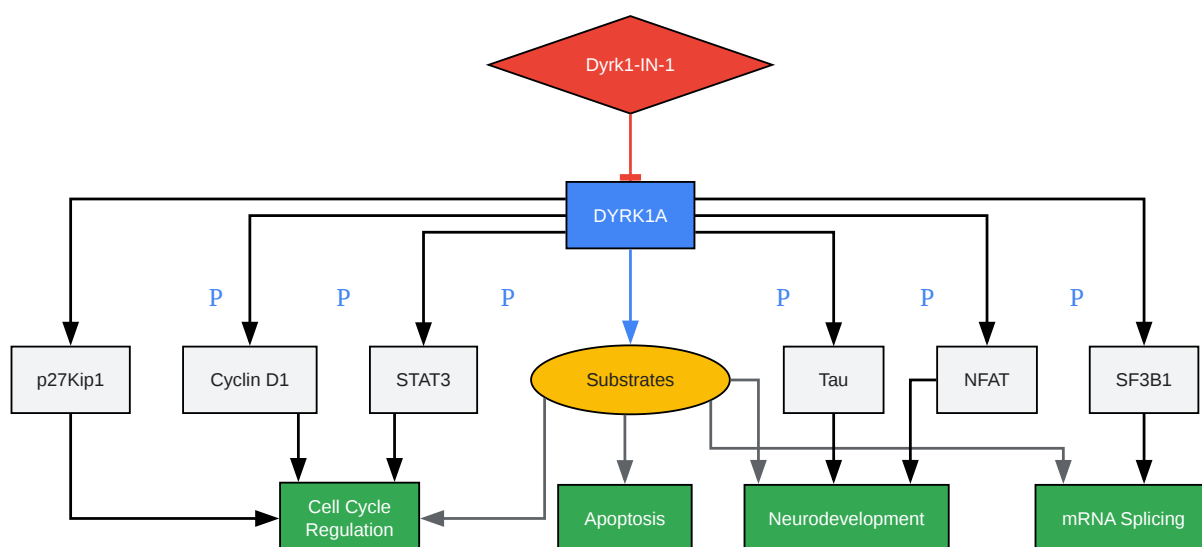 Dyrk1-IN-1
DYRK1A
P P P P P P
p27Kip1 Cyclin D1 STAT3 Substrates Tau NFAT SF3B1
Cell Cycle
Regulation
Apoptosis
Neurodevelopment
mRNA Splicing